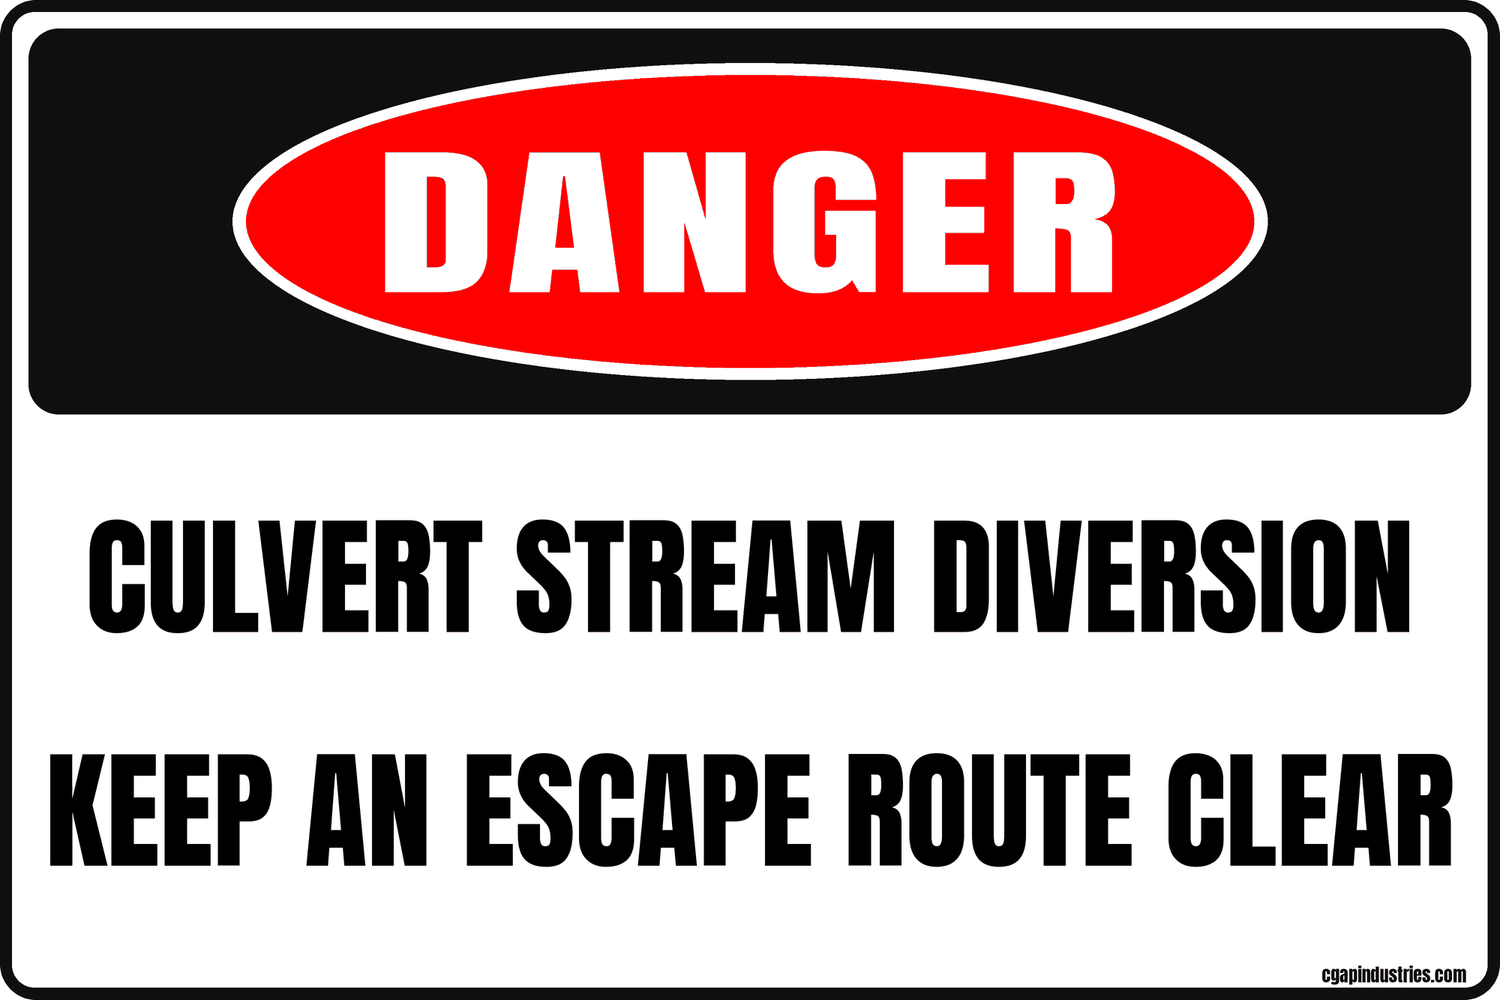 DANGER
CULVERT STREAM DIVERSION
KEEP AN ESCAPE ROUTE CLEAR
cgapindustries.com